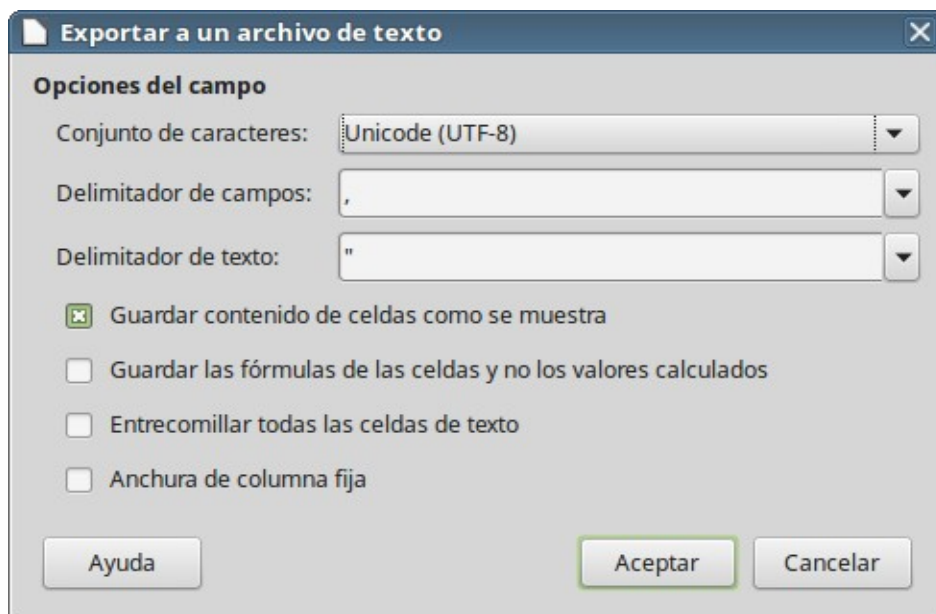 Exportar a un archivo de texto
Opciones del campo
Conjunto de caracteres: Unicode (UTF-8)
Delimitador de campos: ,
Delimitador de texto: "
Guardar contenido de celdas como se muestra
Guardar las fórmulas de las celdas y no los valores calculados
Entrecomillar todas las celdas de texto
Anchura de columna fija
Ayuda Aceptar Cancelar